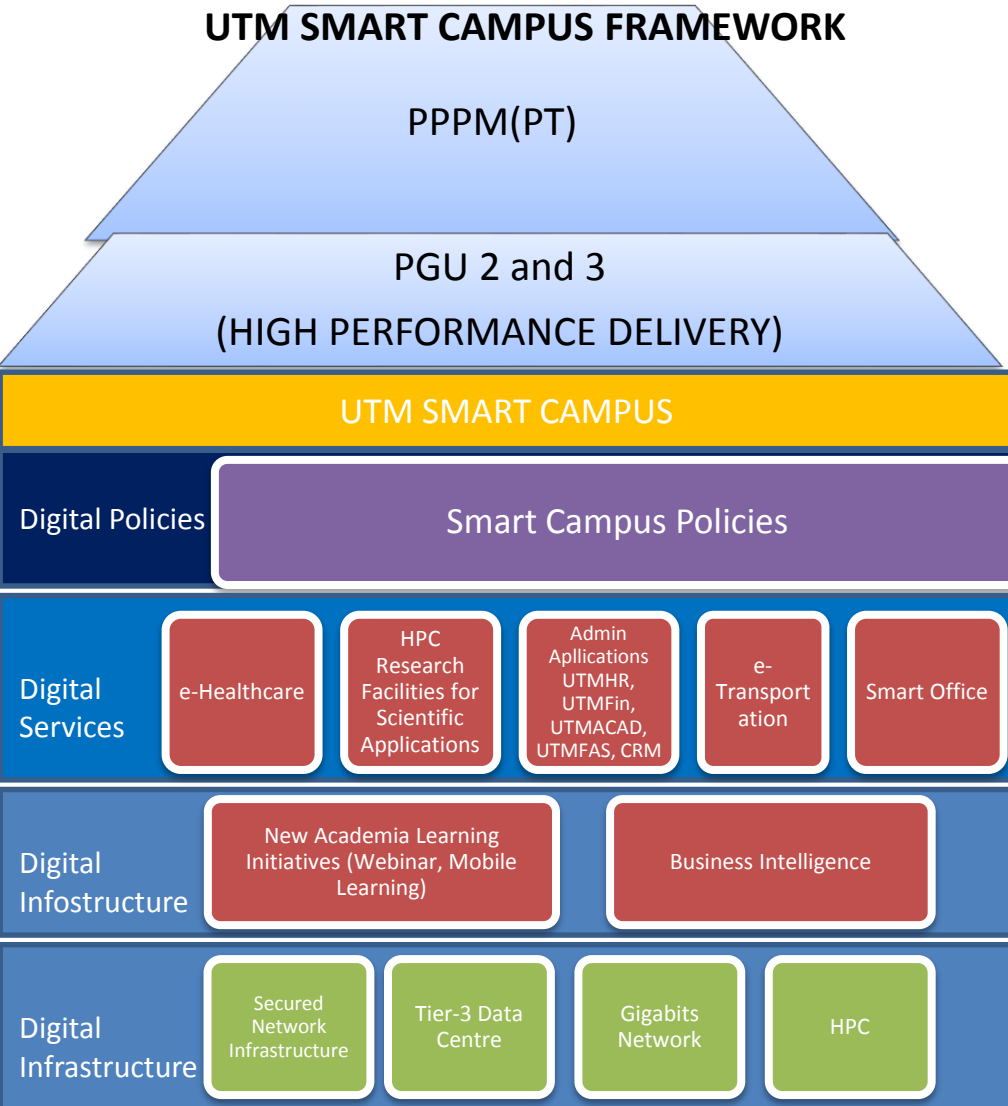 UTM SMART CAMPUS FRAMEWORK
PPPM(PT)
PGU 2 and 3
(HIGH PERFORMANCE DELIVERY)
UTM SMART CAMPUS
Digital Policies
Smart Campus Policies
Digital
Services
e-Healthcare
HPC
Research
Facilities for
Scientific
Applications
Admin
Apllications
UTMHR,
UTMFin,
UTMACAD,
UTMFAS, CRM
e-
Transport
ation
Smart Office
Digital
Infostructure
New Academia Learning
Initiatives (Webinar, Mobile
Learning)
Business Intelligence
Digital
Infrastructure
Secured
Network
Infrastructure
Tier-3 Data
Centre
Gigabits
Network
HPC